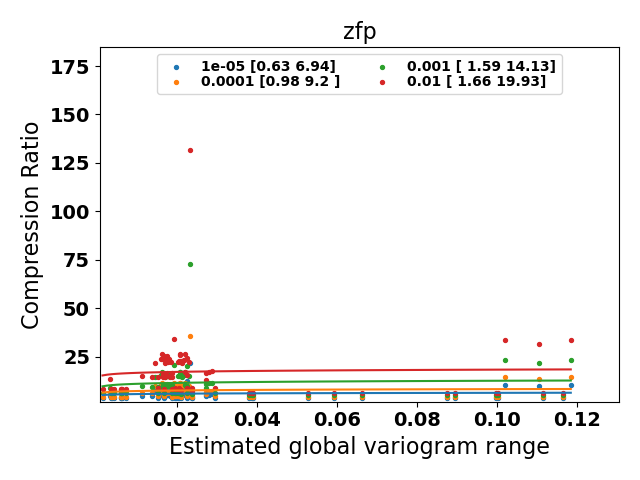 zfp
1e-05 [0.63 6.94]
0.0001 [0.98 9.2 ]
0.001 [ 1.59 14.13]
0.01 [ 1.66 19.93]
Compression Ratio
175
150
125
100
75
50
25
0.02 0.04 0.06 0.08 0.10 0.12
Estimated global variogram range